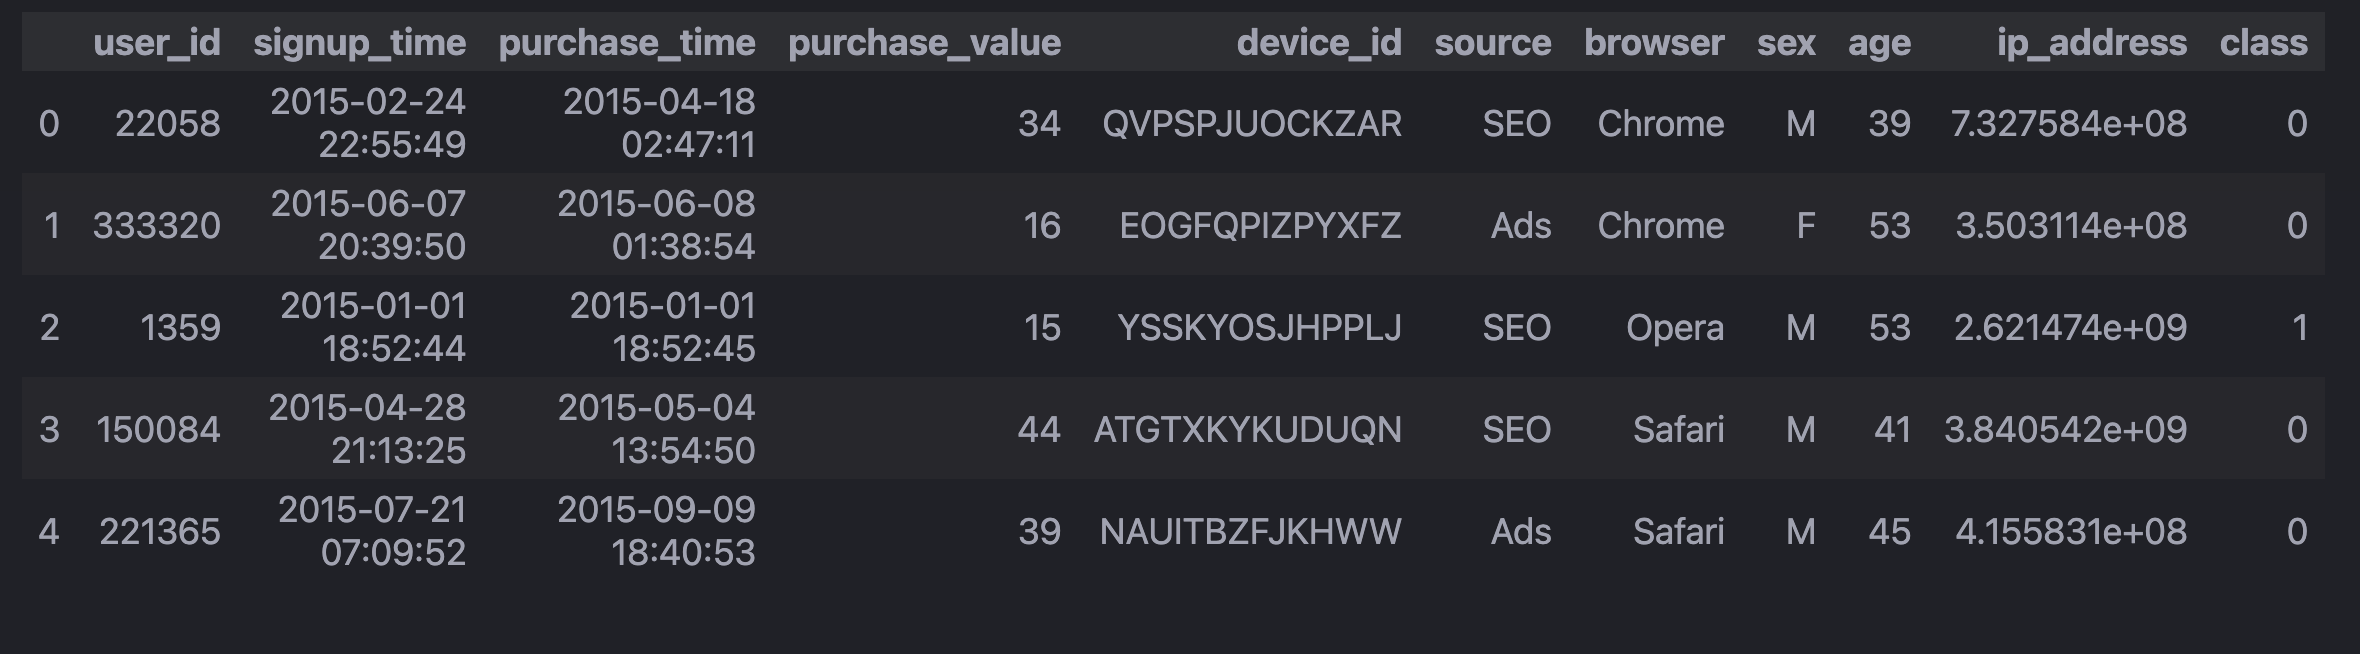 user_id signup_time purchase_time purchase_value device_id source browser sex age ip_address class
0 22058 2015-02-24 22:55:49 2015-04-18 02:47:11 34 QVPSPJUOCKZAR SEO Chrome M 39 7.327584e+08 0
1 333320 2015-06-07 20:39:50 2015-06-08 01:38:54 16 EOGFQPIZPYXFZ Ads Chrome F 53 3.503114e+08 0
2 1359 2015-01-01 18:52:44 2015-01-01 18:52:45 15 YSSKYOSJHPPLJ SEO Opera M 53 2.621474e+09 1
3 150084 2015-04-28 21:13:25 2015-05-04 13:54:50 44 ATGTXKYKUDUQN SEO Safari M 41 3.840542e+09 0
4 221365 2015-07-21 07:09:52 2015-09-09 18:40:53 39 NAUITBZFJKHWW Ads Safari M 45 4.155831e+08 0